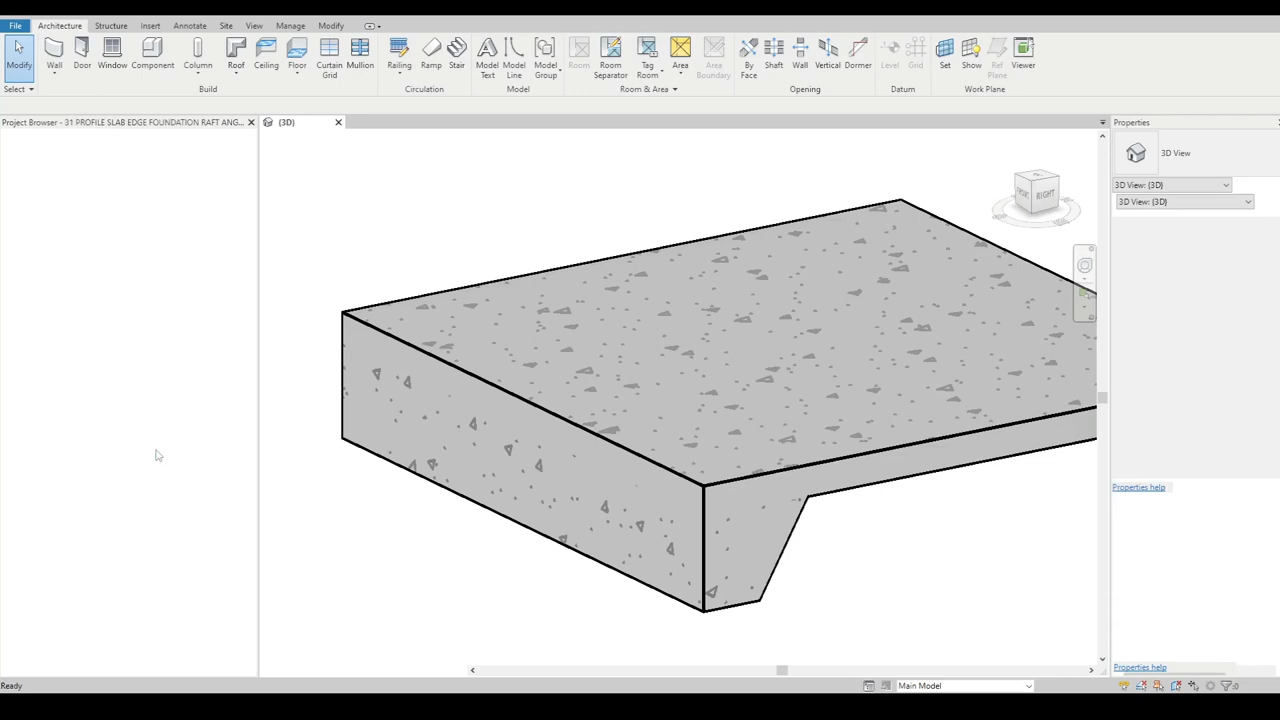 File Architecture Structure Insert Annotate Site View Manage Modify
Modify Wall Door Window Component Column Roof Ceiling Floor Curtain Grid Mullion Railing Ramp Stair Model Text Model Line Model Group Room Room Separator Tag Room Area Area Boundary By Face Shaft Wall Vertical Dormer Level Grid Set Show Ref Plane Viewer
Select Build Circulation Model Room & Area Opening Datum Work Plane
Project Browser - 31 PROFILE SLAB EDGE FOUNDATION RAFT ANG... {3D} Properties
3D View
3D View: {3D}
3D View: {3D}
RIGHT
Properties help
Properties help
Ready Main Model :0